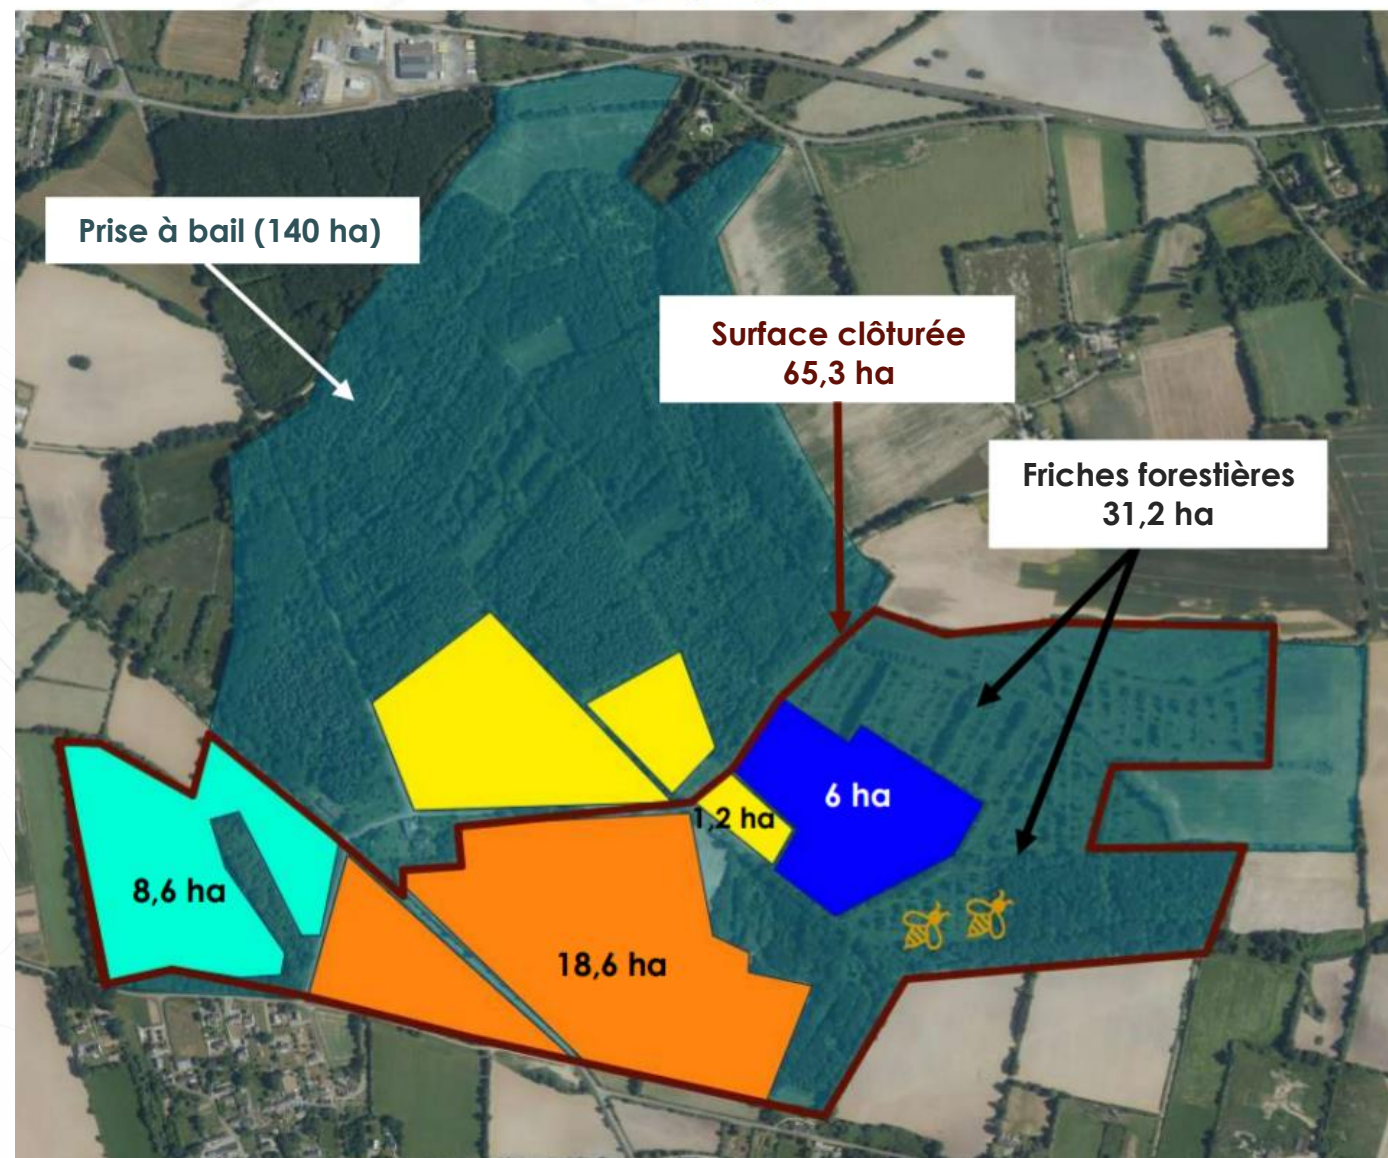 Prise à bail (140 ha)
Surface clôturée
65,3 ha
Friches forestières
31,2 ha
6 ha
1,2 ha
8,6 ha
18,6 ha